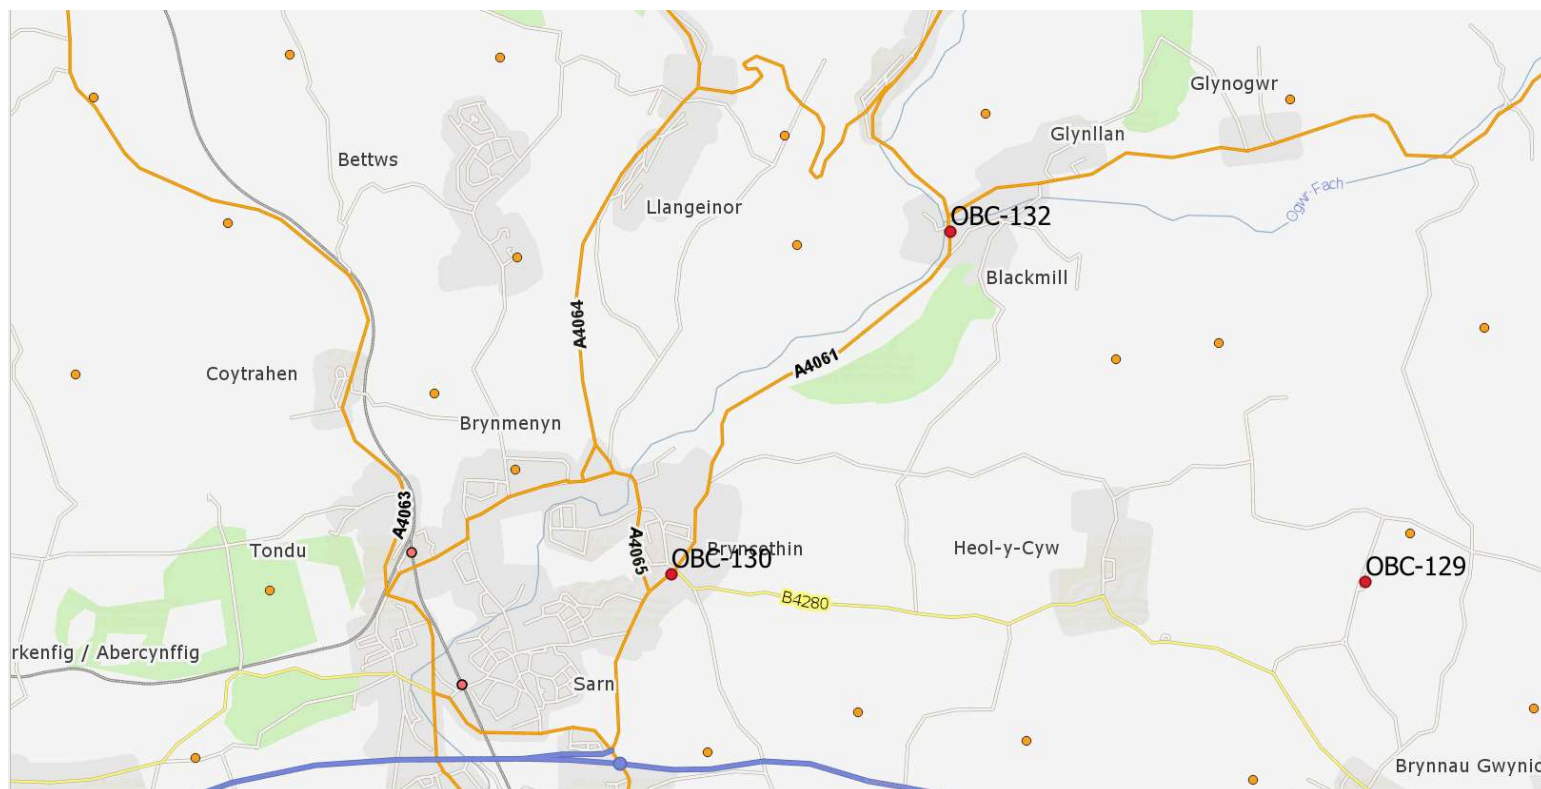 Glynogwr
Glynllan
Bettws
Ogwr-Fach
Llangeinor
OBC-132
Blackmill
A4064
A4061
Coytrahen
Brynmenyn
A4063
A4065
Tondu
Bryncethin
Heol-y-Cyw
OBC-130
OBC-129
B4280
rkenfig / Abercynffig
Sarn
Brynnau Gwynio